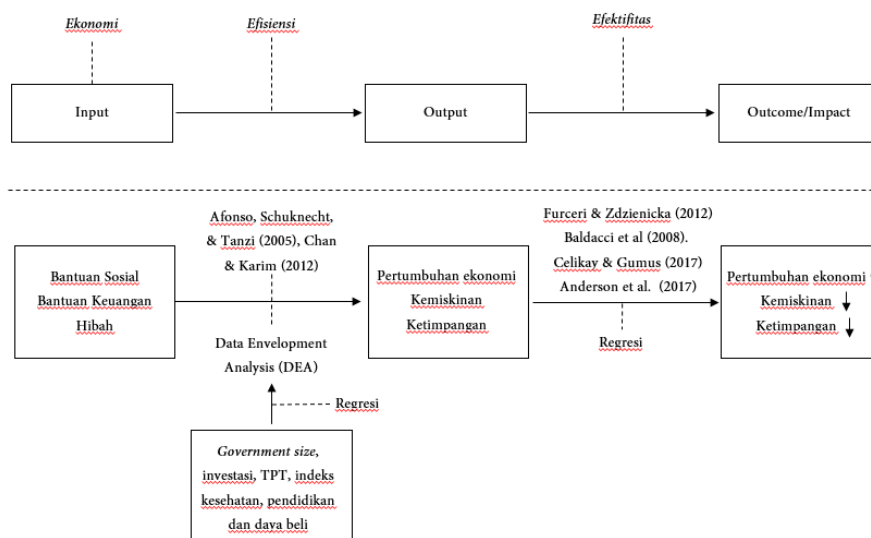 Ekonomi
Efisiensi
Efektifitas
Input
Output
Outcome/Impact
Afonso, Schuknecht,
& Tanzi (2005), Chan
& Karim (2012)
Furceri & Zdzienicka (2012)
Baldacci et al (2008).
Celikay & Gumus (2017)
Anderson et al. (2017)
Bantuan Sosial
Bantuan Keuangan
Hibah
Pertumbuhan ekonomi
Kemiskinan
Ketimpangan
Pertumbuhan ekonomi
Kemiskinan ↓
Ketimpangan ↓
Data Envelopment
Analysis (DEA)
Regresi
Regresi
Government size,
investasi, TPT, indeks
kesehatan, pendidikan
dan daya beli